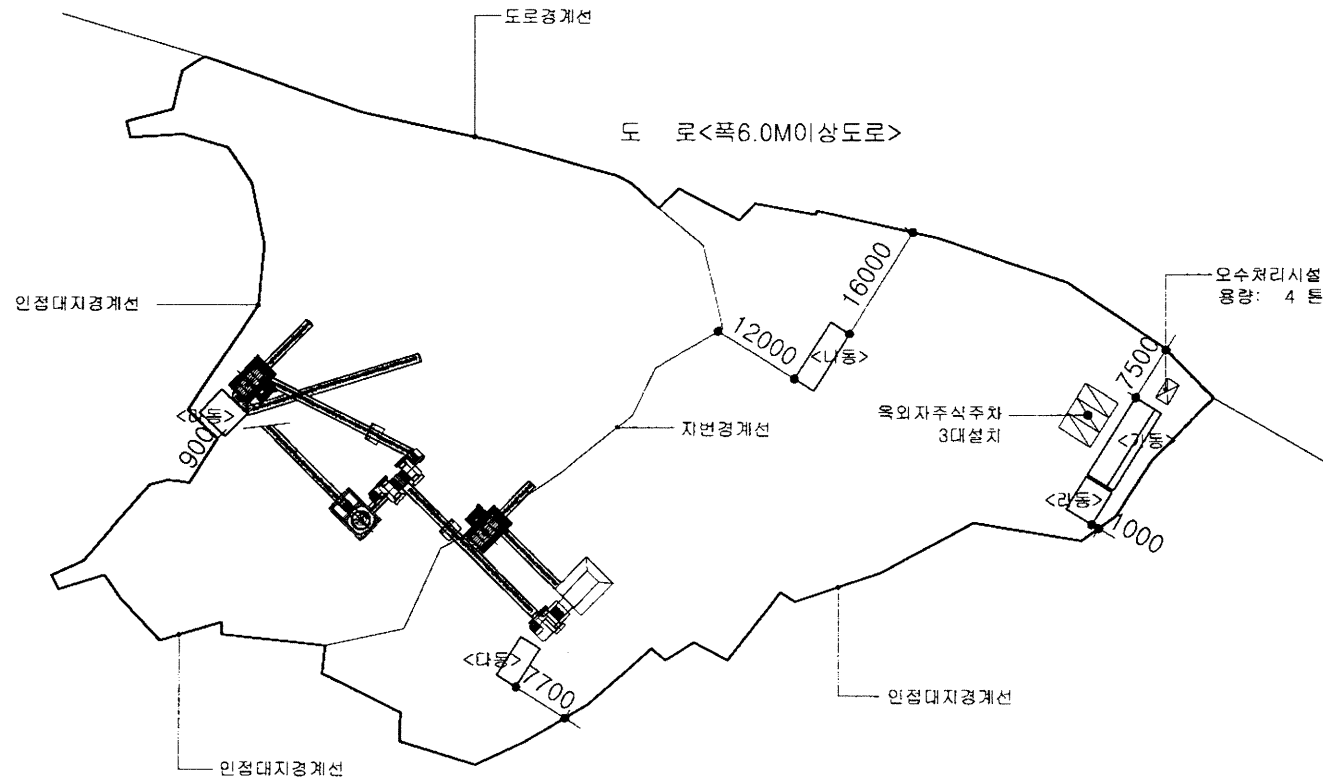 도로경계선
도 로<폭6.0M이상도로>
인접대지경계선
16000
12000
<나동>
오수처리시설
용량: 4 톤
7500
옥외자주식주차
3대설치
<가동>
<라동>
1000
900
지번경계선
<다동>
7700
인접대지경계선
인접대지경계선